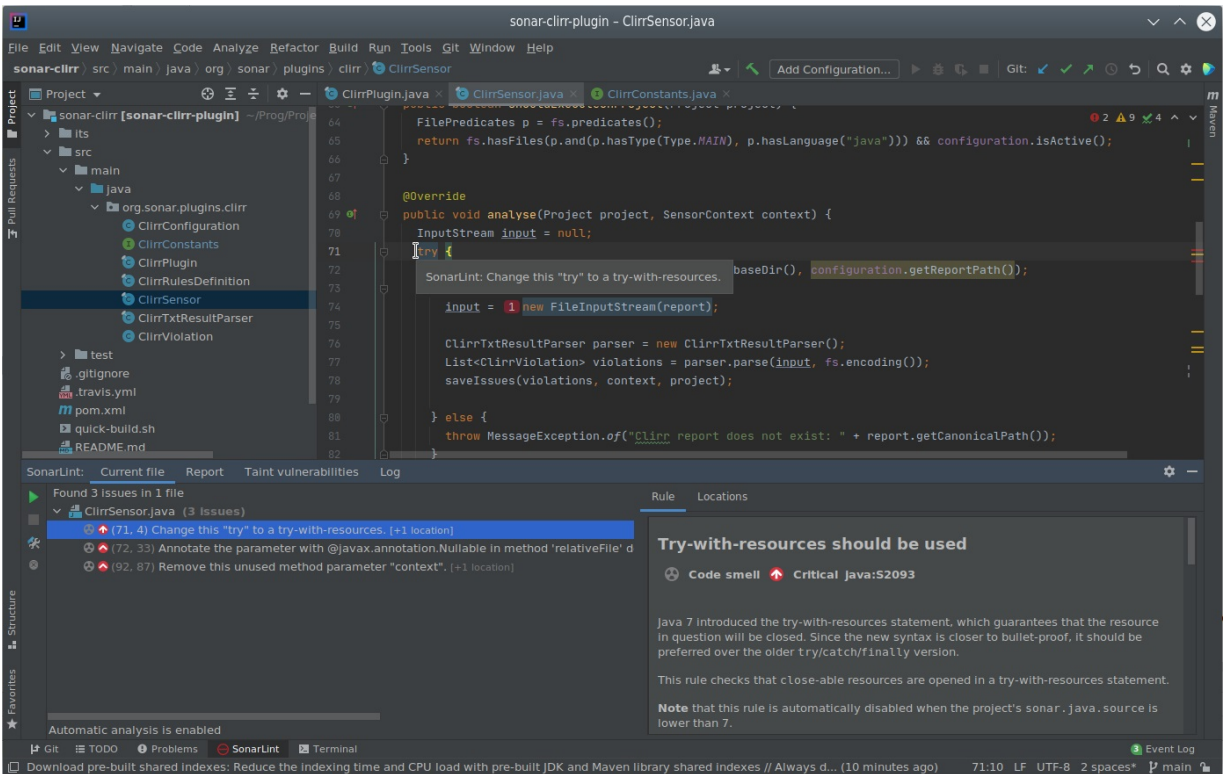 sonar-clirr-plugin – ClirrSensor.java
File Edit View Navigate Code Analyze Refactor Build Run Tools Git Window Help
sonar-clirr src main java org sonar plugins clirr ClirrSensor
Add Configuration... Git:
Project
ClirrPlugin.java ClirrSensor.java ClirrConstants.java
Project
Pull Requests
Structure
Favorites
m Maven
sonar-clirr [sonar-clirr-plugin] ~/Prog/Proje
its
src
main
java
org.sonar.plugins.clirr
ClirrConfiguration
ClirrConstants
ClirrPlugin
ClirrRulesDefinition
ClirrSensor
ClirrTxtResultParser
ClirrViolation
test
.gitignore
.travis.yml
pom.xml
quick-build.sh
README.md
2 9 4
64 FilePredicates p = fs.predicates();
65 return fs.hasFiles(p.and(p.hasType(Type.MAIN), p.hasLanguage("java"))) && configuration.isActive();
66 }
67
68 @Override
69 public void analyse(Project project, SensorContext context) {
70 InputStream input = null;
71 try {
72 baseDir(), configuration.getReportPath());
SonarLint: Change this "try" to a try-with-resources.
73
74 input = 1 new FileInputStream(report);
75
76 ClirrTxtResultParser parser = new ClirrTxtResultParser();
77 List<ClirrViolation> violations = parser.parse(input, fs.encoding());
78 saveIssues(violations, context, project);
79
80 } else {
81 throw MessageException.of("Clirr report does not exist: " + report.getCanonicalPath());
82 }
SonarLint: Current file Report Taint vulnerabilities Log
Found 3 issues in 1 file
ClirrSensor.java (3 issues)
(71, 4) Change this "try" to a try-with-resources. [+1 location]
(72, 33) Annotate the parameter with @javax.annotation.Nullable in method 'relativeFile' d
(92, 87) Remove this unused method parameter "context". [+1 location]
Automatic analysis is enabled
Rule Locations
Try-with-resources should be used
Code smell Critical java:S2093
Java 7 introduced the try-with-resources statement, which guarantees that the resource
in question will be closed. Since the new syntax is closer to bullet-proof, it should be
preferred over the older try/catch/finally version.
This rule checks that close-able resources are opened in a try-with-resources statement.
Note that this rule is automatically disabled when the project's sonar.java.source is
lower than 7.
Git TODO Problems SonarLint Terminal 3 Event Log
Download pre-built shared indexes: Reduce the indexing time and CPU load with pre-built JDK and Maven library shared indexes // Always d... (10 minutes ago) 71:10 LF UTF-8 2 spaces* main